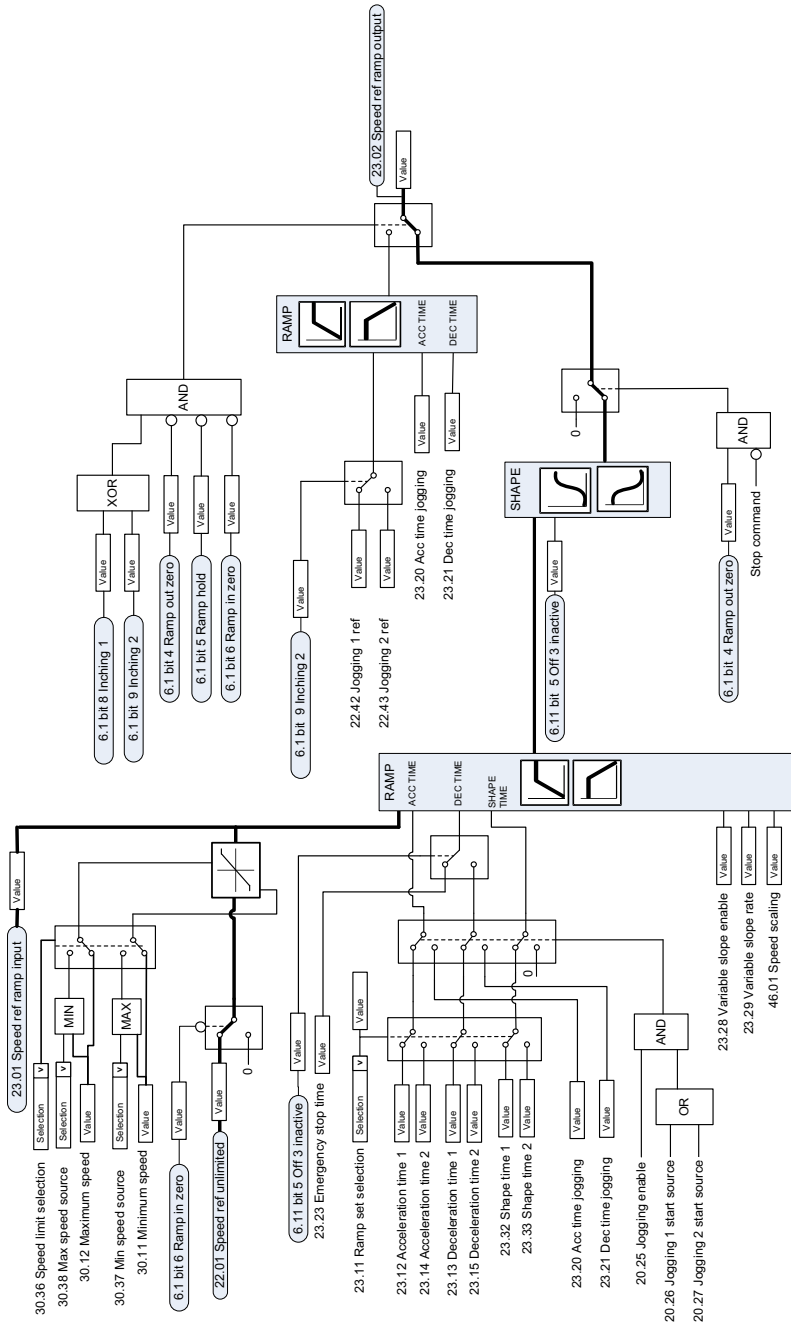 23.01 Speed ref ramp input
Value
30.36 Speed limit selection
Selection
v
30.38 Max speed source
Selection
v
MIN
30.12 Maximum speed
Value
30.37 Min speed source
Selection
v
MAX
30.11 Minimum speed
Value
6.1 bit 6 Ramp in zero
Value
22.01 Speed ref unlimited
Value
0
6.11 bit 5 Off 3 inactive
Value
23.23 Emergency stop time
Value
23.11 Ramp set selection
Selection
v
Value
23.12 Acceleration time 1
Value
23.14 Acceleration time 2
Value
23.13 Deceleration time 1
Value
23.15 Deceleration time 2
Value
23.32 Shape time 1
Value
23.33 Shape time 2
Value
0
23.20 Acc time jogging
Value
23.21 Dec time jogging
Value
20.25 Jogging enable
AND
20.26 Jogging 1 start source
OR
20.27 Jogging 2 start source
RAMP
ACC TIME
DEC TIME
SHAPE
TIME
23.28 Variable slope enable
Value
23.29 Variable slope rate
Value
46.01 Speed scaling
Value
6.1 bit 8 Inching 1
Value
6.1 bit 9 Inching 2
Value
XOR
6.1 bit 4 Ramp out zero
Value
6.1 bit 5 Ramp hold
Value
6.1 bit 6 Ramp in zero
Value
AND
6.1 bit 9 Inching 2
Value
22.42 Jogging 1 ref
Value
22.43 Jogging 2 ref
Value
23.20 Acc time jogging
Value
23.21 Dec time jogging
Value
RAMP
ACC TIME
DEC TIME
6.11 bit 5 Off 3 inactive
Value
SHAPE
0
6.1 bit 4 Ramp out zero
Value
AND
Stop command
23.02 Speed ref ramp output
Value